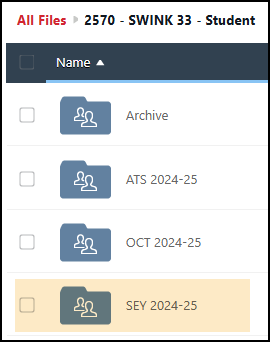 All Files ▸ 2570 - SWINK 33 - Student
Name ▲
Archive
ATS 2024-25
OCT 2024-25
SEY 2024-25